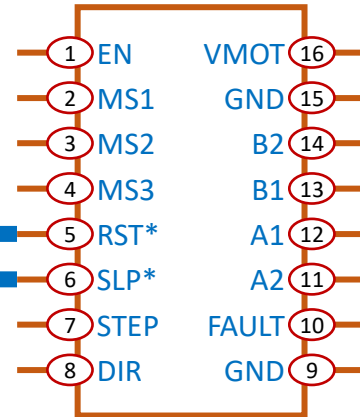 1 EN VMOT 16
2 MS1 GND 15
3 MS2 B2 14
4 MS3 B1 13
5 RST* A1 12
6 SLP* A2 11
7 STEP FAULT 10
8 DIR GND 9